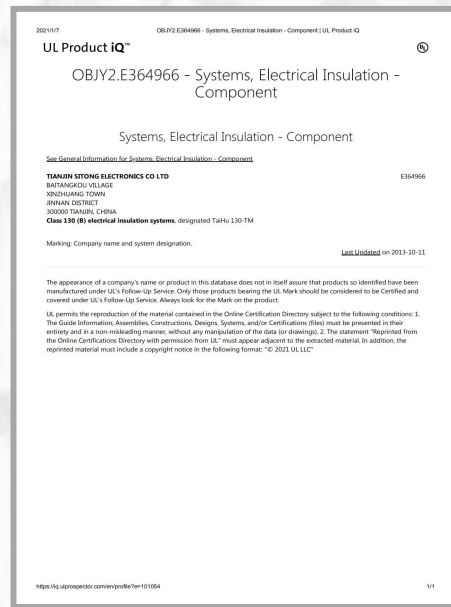 2021/1/7 OBJY2.E364966 - Systems, Electrical Insulation - Component | UL Product iQ
UL Product iQ™
UL
OBJY2.E364966 - Systems, Electrical Insulation -
Component
Systems, Electrical Insulation - Component
See General Information for Systems, Electrical Insulation - Component
TIANJIN SITONG ELECTRONICS CO LTD E364966
BAITANGKOU VILLAGE
XINZHUANG TOWN
JINNAN DISTRICT
300000 TIANJIN, CHINA
Class 130 (B) electrical insulation systems, designated TaiHu 130-TM
Marking: Company name and system designation.
Last Updated on 2013-10-11
The appearance of a company's name or product in this database does not in itself assure that products so identified have been
manufactured under UL's Follow-Up Service. Only those products bearing the UL Mark should be considered to be Certified and
covered under UL's Follow-Up Service. Always look for the Mark on the product.
UL permits the reproduction of the material contained in the Online Certification Directory subject to the following conditions: 1.
The Guide Information, Assemblies, Constructions, Designs, Systems, and/or Certifications (files) must be presented in their
entirety and in a non-misleading manner, without any manipulation of the data (or drawings). 2. The statement "Reprinted from
the Online Certifications Directory with permission from UL" must appear adjacent to the extracted material. In addition, the
reprinted material must include a copyright notice in the following format: "© 2021 UL LLC"
https://iq.ulprospector.com/en/profile?e=101054 1/1